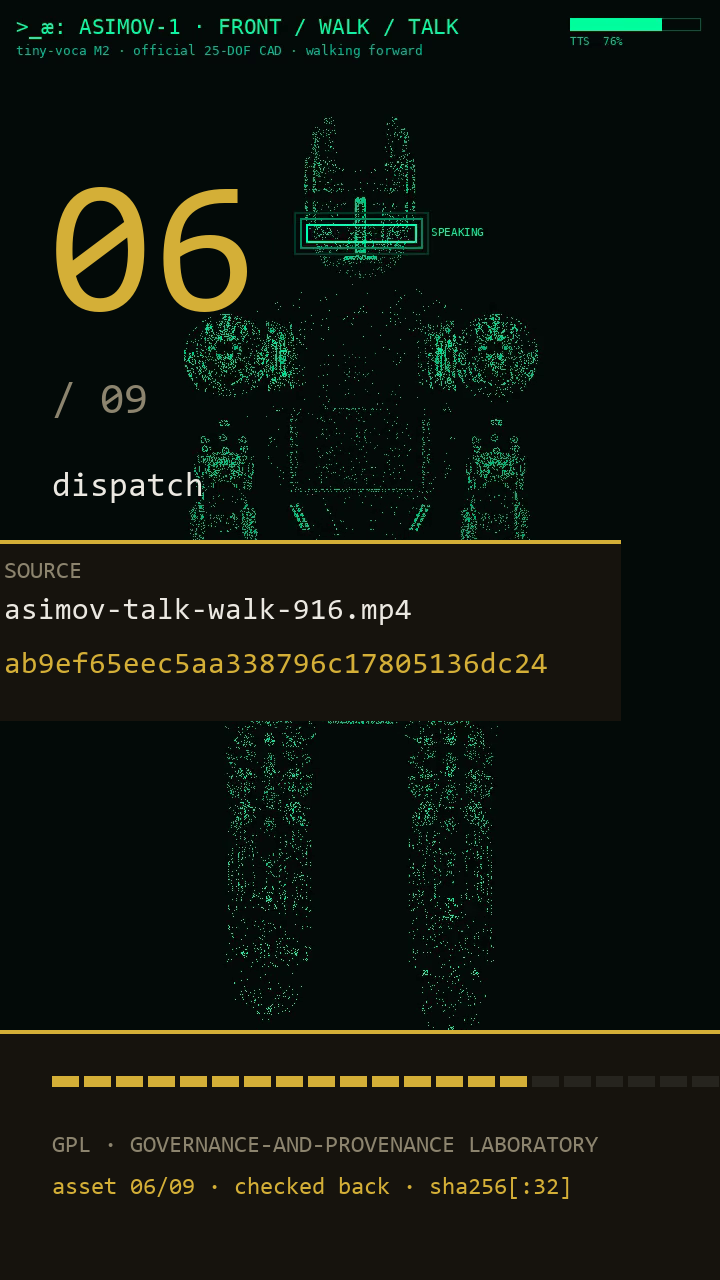 >_æ: ASIMOV-1 · FRONT / WALK / TALK
tiny-voca M2 · official 25-DOF CAD · walking forward
TTS 76%
SPEAKING
06
/ 09
dispatch
SOURCE
asimov-talk-walk-916.mp4
ab9ef65eec5aa338796c17805136dc24
GPL · GOVERNANCE-AND-PROVENANCE LABORATORY
asset 06/09 · checked back · sha256[:32]